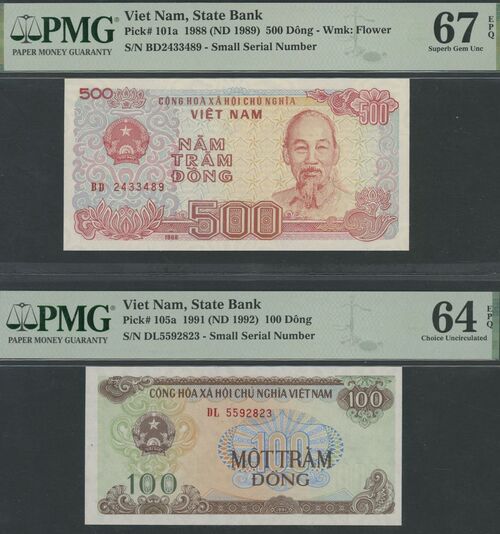 PMG
PAPER MONEY GUARANTY
Viet Nam, State Bank
Pick# 101a 1988 (ND 1989) 500 Dông - Wmk: Flower
S/N BD2433489 - Small Serial Number
67
EPQ
Superb Gem Unc
500
CỘNG HÒA XÃ HỘI CHỦ NGHĨA
VIỆT NAM
500
NĂM
TRĂM
ĐỒNG
BD 2433489
500
1988
PMG
PAPER MONEY GUARANTY
Viet Nam, State Bank
Pick# 105a 1991 (ND 1992) 100 Dông
S/N DL5592823 - Small Serial Number
64
EPQ
Choice Uncirculated
CỘNG HÒA XÃ HỘI CHỦ NGHĨA VIỆT NAM
100
DL 5592823
100
MỘT TRĂM
ĐỒNG
100
1991